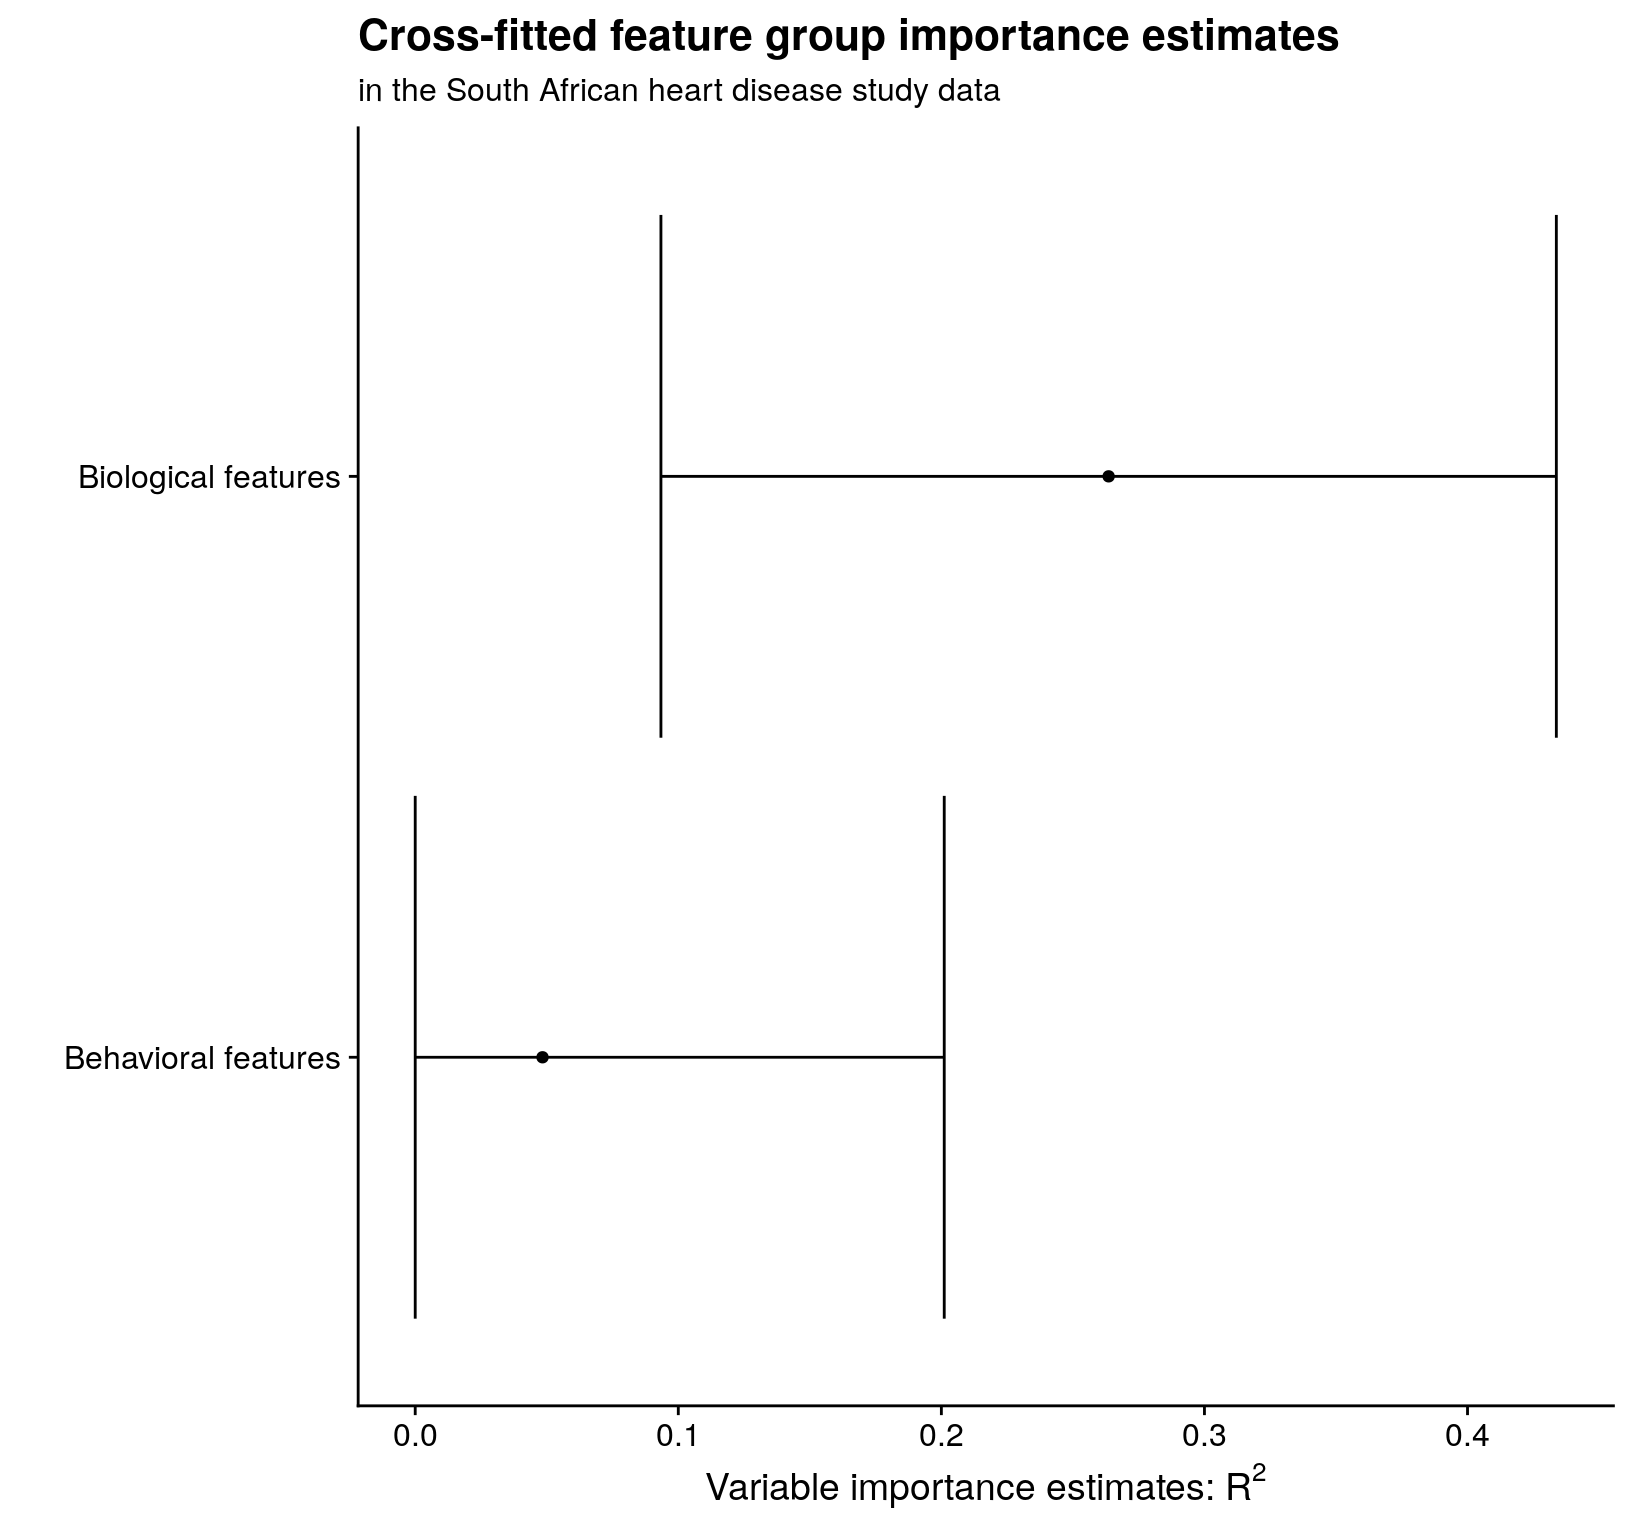 Cross-fitted feature group importance estimates
in the South African heart disease study data
Biological features
Behavioral features
0.0 0.1 0.2 0.3 0.4
Variable importance estimates: R²